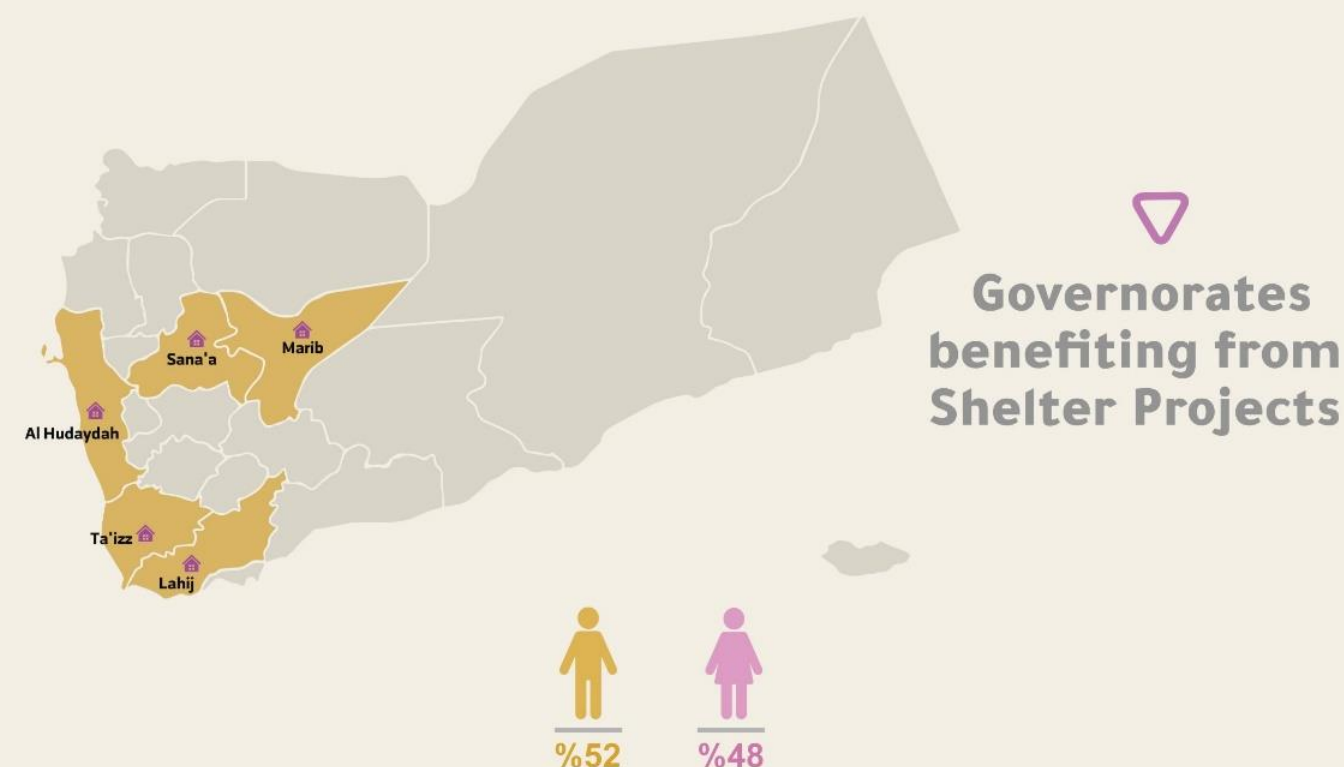 Governorates
benefiting from
Shelter Projects
Marib
Sana'a
Al Hudaydah
Ta'izz
Lahij
%52 %48